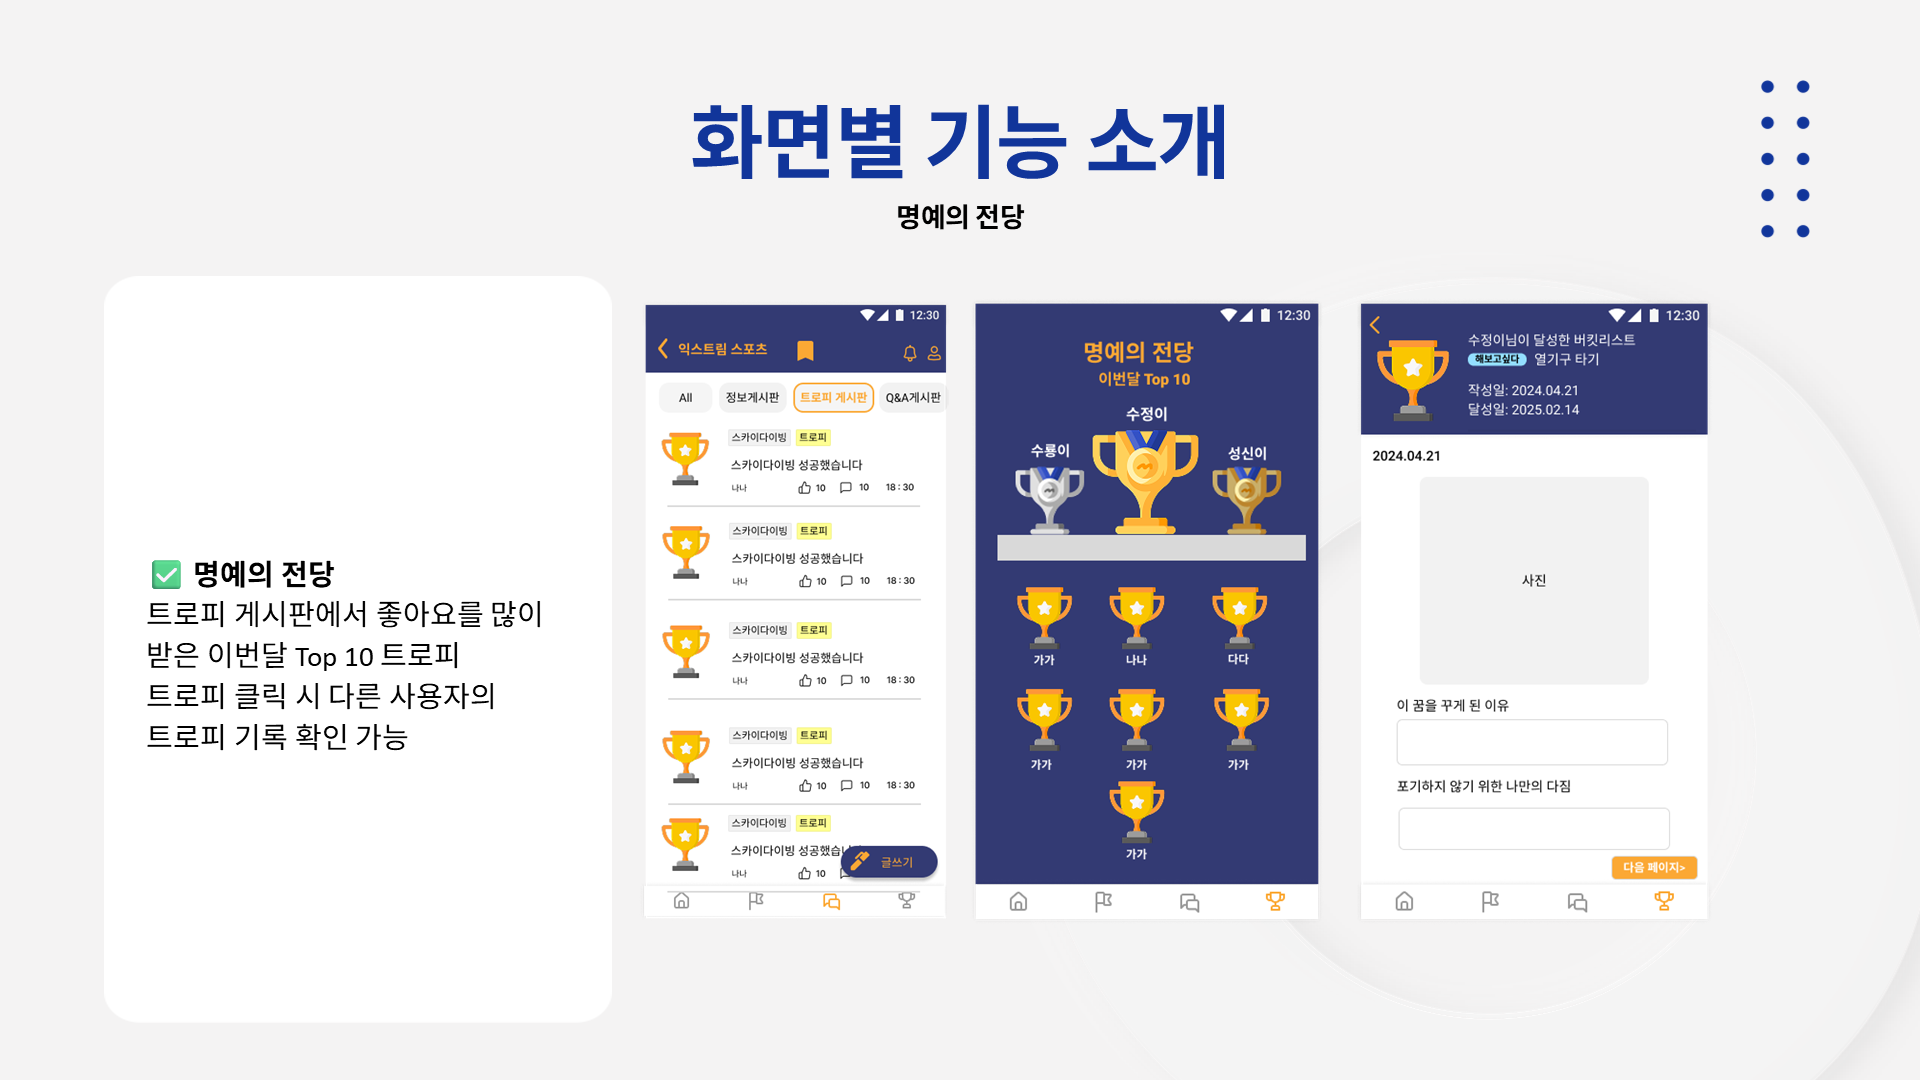 화면별 기능 소개
명예의 전당
✅ 명예의 전당
트로피 게시판에서 좋아요를 많이
받은 이번달 Top 10 트로피
트로피 클릭 시 다른 사용자의
트로피 기록 확인 가능
12:30
익스트림 스포츠
All 정보게시판 트로피 게시판 Q&A게시판
스카이다이빙 트로피
스카이다이빙 성공했습니다
나나 10 10 18:30
스카이다이빙 트로피
스카이다이빙 성공했습니다
나나 10 10 18:30
스카이다이빙 트로피
스카이다이빙 성공했습니다
나나 10 10 18:30
스카이다이빙 트로피
스카이다이빙 성공했습니다
나나 10 10 18:30
스카이다이빙 트로피
스카이다이빙 성공했습
글쓰기
나나 10
12:30
명예의 전당
이번달 Top 10
수정이
수룡이
성신이
가가 나나 다다
가가 가가 가가
가가
12:30
수정이님이 달성한 버킷리스트
해보고싶다 열기구 타기
작성일: 2024.04.21
달성일: 2025.02.14
2024.04.21
사진
이 꿈을 꾸게 된 이유
포기하지 않기 위한 나만의 다짐
다음 페이지>